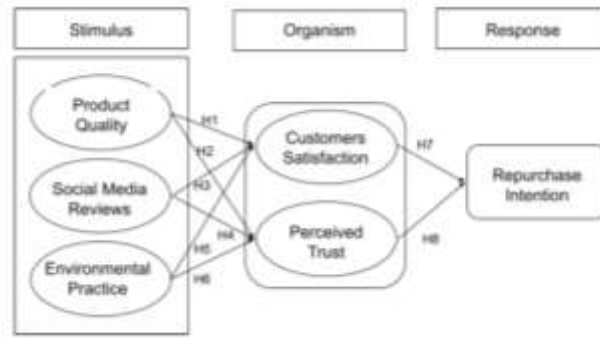 Stimulus
Organism
Response
Product
Quality
Social Media
Reviews
Environmental
Practice
H1
H2
H3
H4
H5
H6
Customers
Satisfaction
Perceived
Trust
H7
H8
Repurchase
Intention